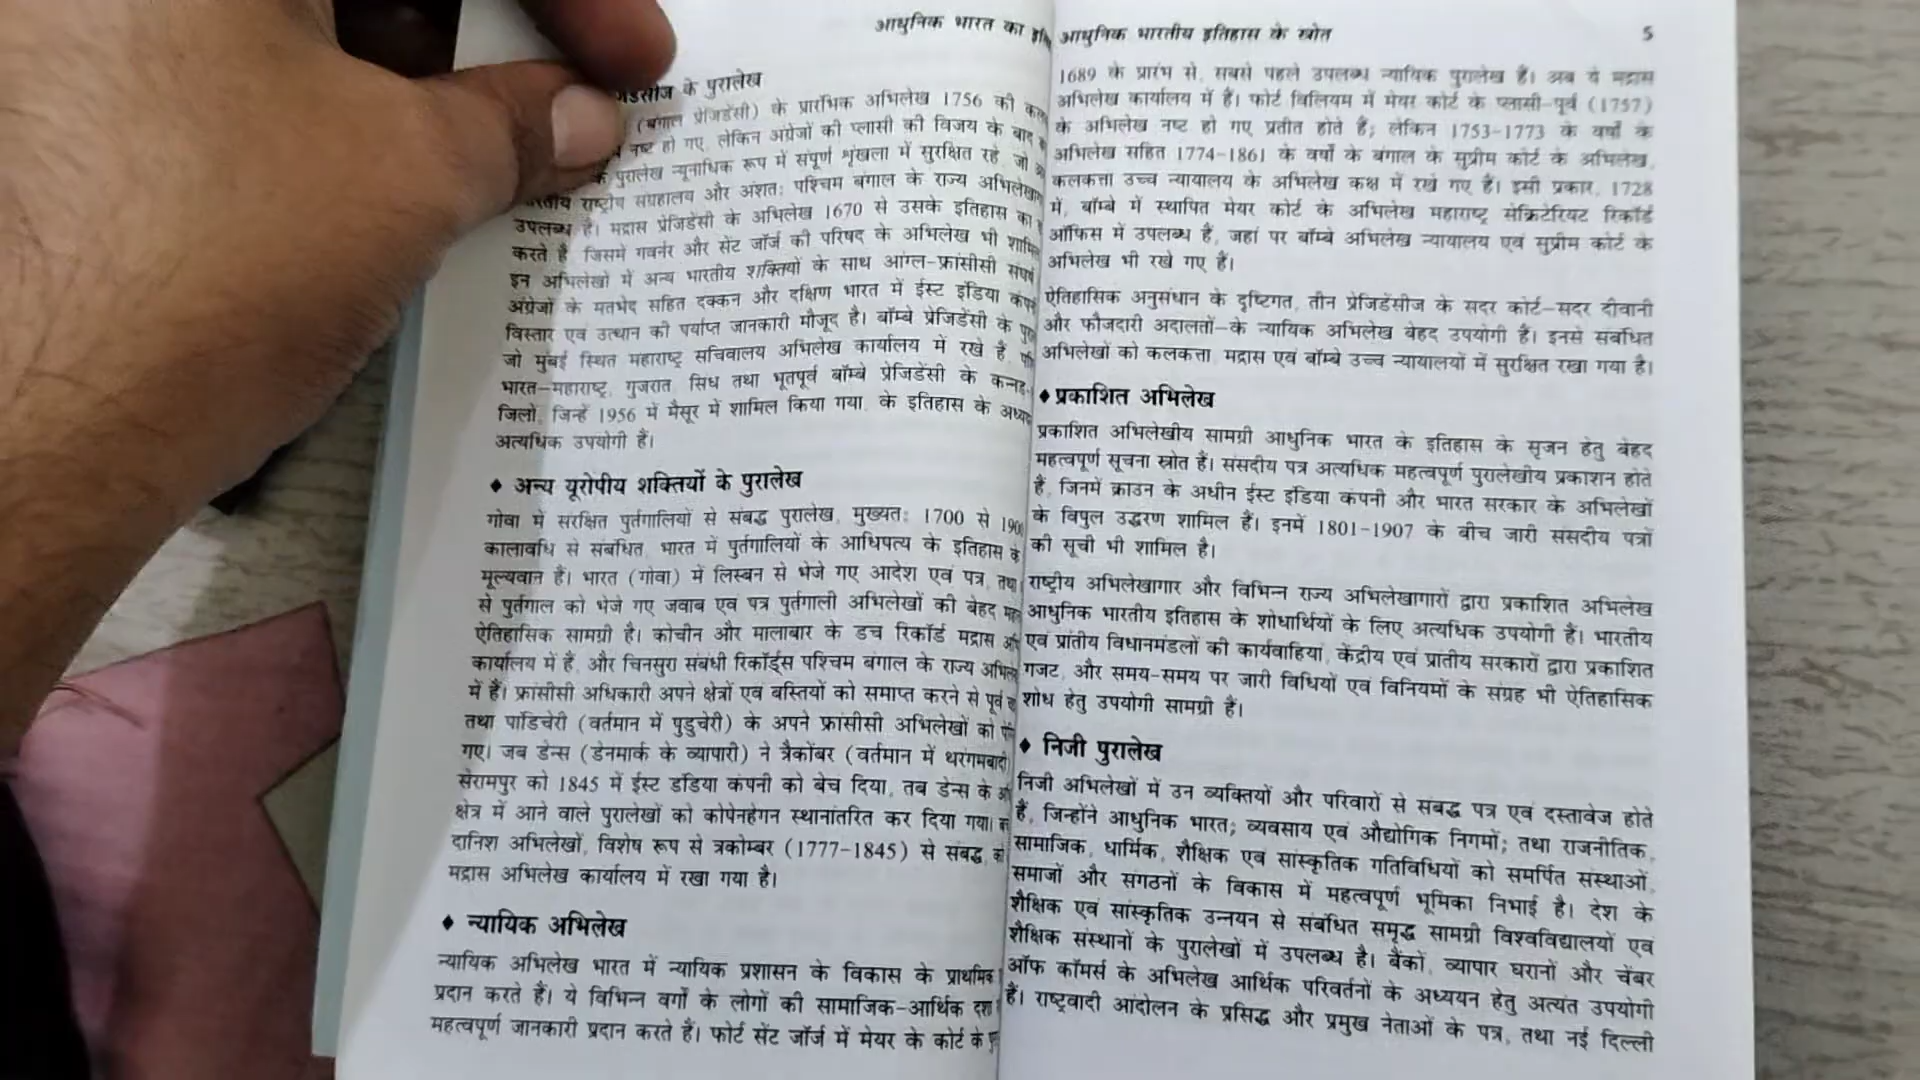 आधुनिक भारत का
जिडेंसीज के पुरालेख
(बंगाल प्रेजिडेंसी) के प्रारंभिक अभिलेख 1756 की
नष्ट हो गए, लेकिन अंग्रेजों की प्लासी की विजय के बाद
के पुरालेख न्यूनाधिक रूप में संपूर्ण शृंखला में सुरक्षित रहे, जो
राष्ट्रीय संग्रहालय और अंशतः पश्चिम बंगाल के राज्य
उपलब्ध हैं। मद्रास प्रेजिडेंसी के अभिलेख 1670 से उसके इतिहास का
करते हैं, जिसमें गवर्नर और सेंट जॉर्ज की परिषद के अभिलेख भी
इन अभिलेखों में अन्य भारतीय शक्तियों के साथ आंग्ल-फ्रांसीसी
अंग्रेजों के मतभेद सहित दक्कन और दक्षिण भारत में ईस्ट इंडिया
विस्तार एवं उत्थान की पर्याप्त जानकारी मौजूद है। बॉम्बे प्रेजिडेंसी के
जो मुंबई स्थित महाराष्ट्र सचिवालय अभिलेख कार्यालय में रखे हैं,
भारत—महाराष्ट्र, गुजरात, सिंध तथा भूतपूर्व बॉम्बे प्रेजिडेंसी के कन्नड़-
जिलों, जिन्हें 1956 में मैसूर में शामिल किया गया, के इतिहास के
अत्यधिक उपयोगी हैं।
♦ अन्य यूरोपीय शक्तियों के पुरालेख
गोवा में संरक्षित पुर्तगालियों से संबद्ध पुरालेख, मुख्यतः 1700 से
कालावधि से संबंधित, भारत में पुर्तगालियों के आधिपत्य के इतिहास के
मूल्यवान हैं। भारत (गोवा) में लिस्बन से भेजे गए आदेश एवं पत्र, तथा
से पुर्तगाल को भेजे गए जवाब एवं पत्र पुर्तगाली अभिलेखों की बेहद
ऐतिहासिक सामग्री है। कोचीन और मालाबार के डच रिकॉर्ड मद्रास
कार्यालय में हैं, और चिनसुरा संबंधी रिकॉर्ड्स पश्चिम बंगाल के राज्य
में हैं। फ्रांसीसी अधिकारी अपने क्षेत्रों एवं बस्तियों को समाप्त करने से पूर्व
तथा पांडिचेरी (वर्तमान में पुडुचेरी) के अपने फ्रांसीसी अभिलेखों को
गए। जब डेन्स (डेनमार्क के व्यापारी) ने त्रैकोंबर (वर्तमान में थरंगमबादी)
सेरामपुर को 1845 में ईस्ट इंडिया कंपनी को बेच दिया, तब डेन्स के
क्षेत्र में आने वाले पुरालेखों को कोपेनहेगन स्थानांतरित कर दिया गया।
दानिश अभिलेखों, विशेष रूप से त्रकोम्बर (1777-1845) से संबद्ध,
मद्रास अभिलेख कार्यालय में रखा गया है।
♦ न्यायिक अभिलेख
न्यायिक अभिलेख भारत में न्यायिक प्रशासन के विकास के प्राथमिक
प्रदान करते हैं। ये विभिन्न वर्गों के लोगों की सामाजिक-आर्थिक दशा
महत्वपूर्ण जानकारी प्रदान करते हैं। फोर्ट सेंट जॉर्ज में मेयर के कोर्ट के
आधुनिक भारतीय इतिहास के स्रोत 5
1689 के प्रारंभ से, सबसे पहले उपलब्ध न्यायिक पुरालेख हैं। अब ये मद्रास
अभिलेख कार्यालय में हैं। फोर्ट विलियम में मेयर कोर्ट के प्लासी-पूर्व (1757)
के अभिलेख नष्ट हो गए प्रतीत होते हैं; लेकिन 1753-1773 के वर्षों के
अभिलेख सहित 1774-1861 के वर्षों के बंगाल के सुप्रीम कोर्ट के अभिलेख,
कलकत्ता उच्च न्यायालय के अभिलेख कक्ष में रखे गए हैं। इसी प्रकार, 1728
में, बॉम्बे में स्थापित मेयर कोर्ट के अभिलेख महाराष्ट्र सेक्रिटेरियट रिकॉर्ड
ऑफिस में उपलब्ध हैं, जहां पर बॉम्बे अभिलेख न्यायालय एवं सुप्रीम कोर्ट के
अभिलेख भी रखे गए हैं।
ऐतिहासिक अनुसंधान के दृष्टिगत, तीन प्रेजिडेंसीज के सदर कोर्ट—सदर दीवानी
और फौजदारी अदालतों—के न्यायिक अभिलेख बेहद उपयोगी हैं। इनसे संबंधित
अभिलेखों को कलकत्ता, मद्रास एवं बॉम्बे उच्च न्यायालयों में सुरक्षित रखा गया है।
♦ प्रकाशित अभिलेख
प्रकाशित अभिलेखीय सामग्री आधुनिक भारत के इतिहास के सृजन हेतु बेहद
महत्वपूर्ण सूचना स्रोत हैं। संसदीय पत्र अत्यधिक महत्वपूर्ण पुरालेखीय प्रकाशन होते
हैं, जिनमें क्राउन के अधीन ईस्ट इंडिया कंपनी और भारत सरकार के अभिलेखों
के विपुल उद्धरण शामिल हैं। इनमें 1801-1907 के बीच जारी संसदीय पत्रों
की सूची भी शामिल है।
राष्ट्रीय अभिलेखागार और विभिन्न राज्य अभिलेखागारों द्वारा प्रकाशित अभिलेख
आधुनिक भारतीय इतिहास के शोधार्थियों के लिए अत्यधिक उपयोगी हैं। भारतीय
एवं प्रांतीय विधानमंडलों की कार्यवाहियां, केंद्रीय एवं प्रांतीय सरकारों द्वारा प्रकाशित
गजट, और समय-समय पर जारी विधियों एवं विनियमों के संग्रह भी ऐतिहासिक
शोध हेतु उपयोगी सामग्री हैं।
♦ निजी पुरालेख
निजी अभिलेखों में उन व्यक्तियों और परिवारों से संबद्ध पत्र एवं दस्तावेज होते
हैं, जिन्होंने आधुनिक भारत; व्यवसाय एवं औद्योगिक निगमों; तथा राजनीतिक,
सामाजिक, धार्मिक, शैक्षिक एवं सांस्कृतिक गतिविधियों को समर्पित संस्थाओं,
समाजों और संगठनों के विकास में महत्वपूर्ण भूमिका निभाई है। देश के
शैक्षिक एवं सांस्कृतिक उन्नयन से संबंधित समृद्ध सामग्री विश्वविद्यालयों एवं
शैक्षिक संस्थानों के पुरालेखों में उपलब्ध है। बैंकों, व्यापार घरानों और चेंबर
ऑफ कॉमर्स के अभिलेख आर्थिक परिवर्तनों के अध्ययन हेतु अत्यंत उपयोगी
हैं। राष्ट्रवादी आंदोलन के प्रसिद्ध और प्रमुख नेताओं के पत्र, तथा नई दिल्ली